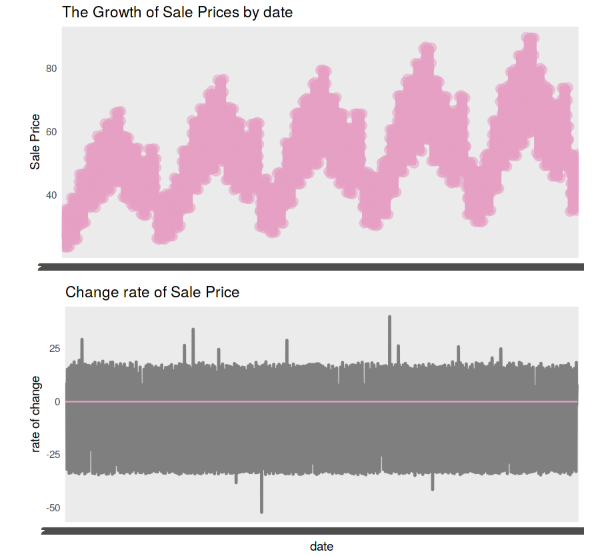 The Growth of Sale Prices by date
Sale Price
80
60
40
Change rate of Sale Price
rate of change
25
0
-25
-50
date